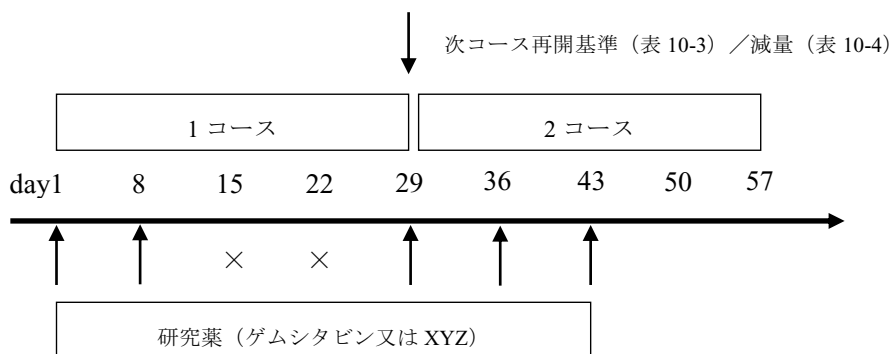 次コース再開基準（表 10-3）／減量（表 10-4）
1 コース 2 コース
day1 8 15 22 29 36 43 50 57
× ×
研究薬（ゲムシタビン又は XYZ）